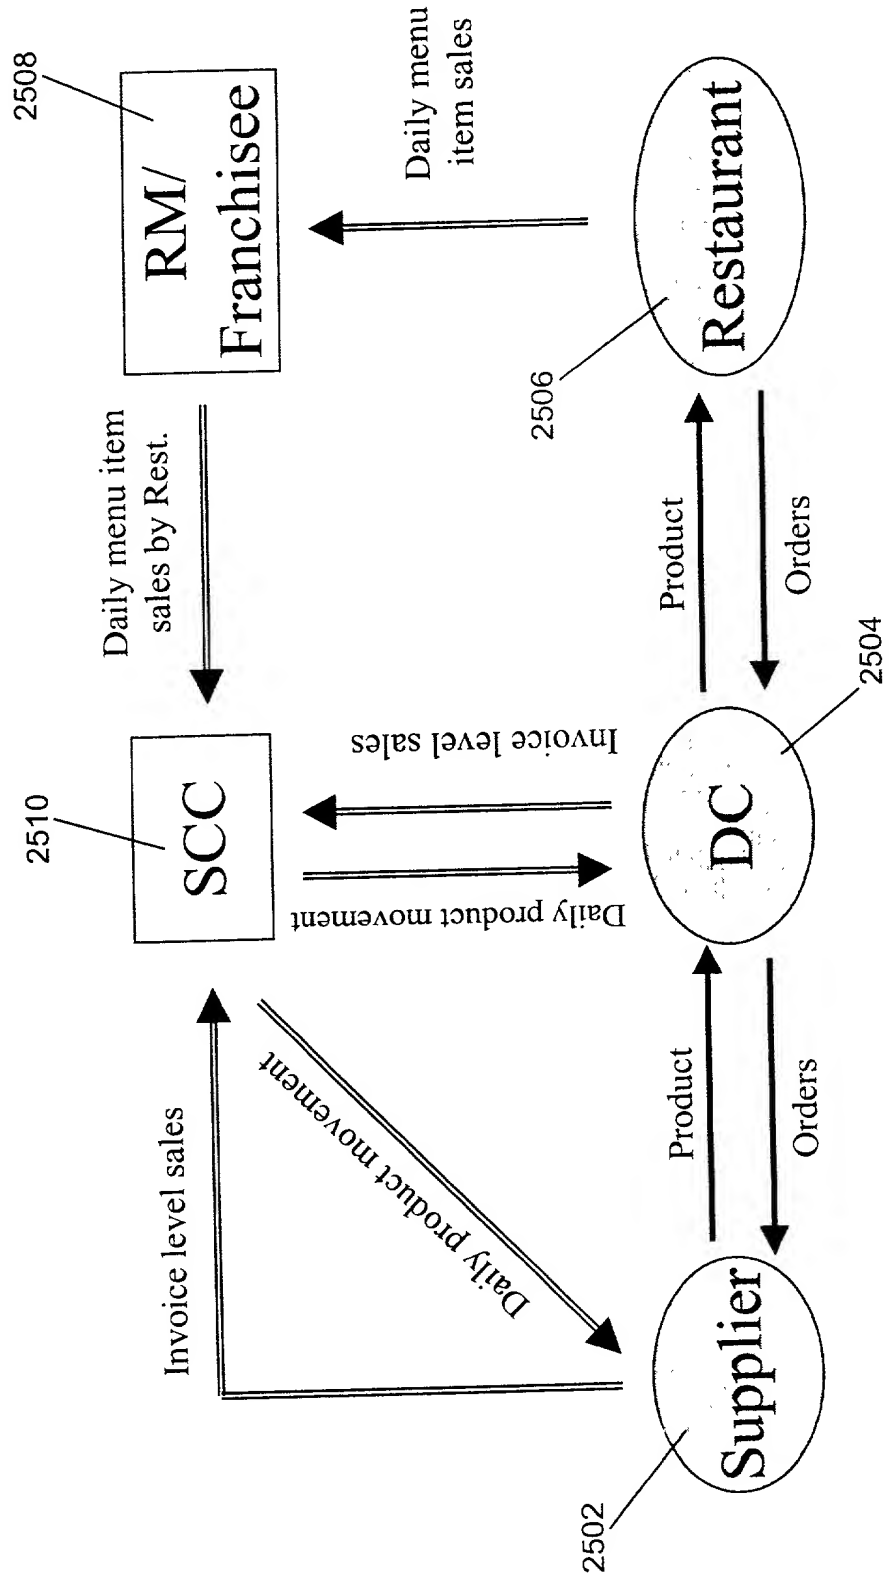 2510
SCC
2508
RM/
Franchisee
Invoice level sales
Daily menu item
sales by Rest.
Daily product movement
Daily product movement
Invoice level sales
Daily menu
item sales
2502
Supplier
Product
Orders
DC
2504
Product
Orders
2506
Restaurant